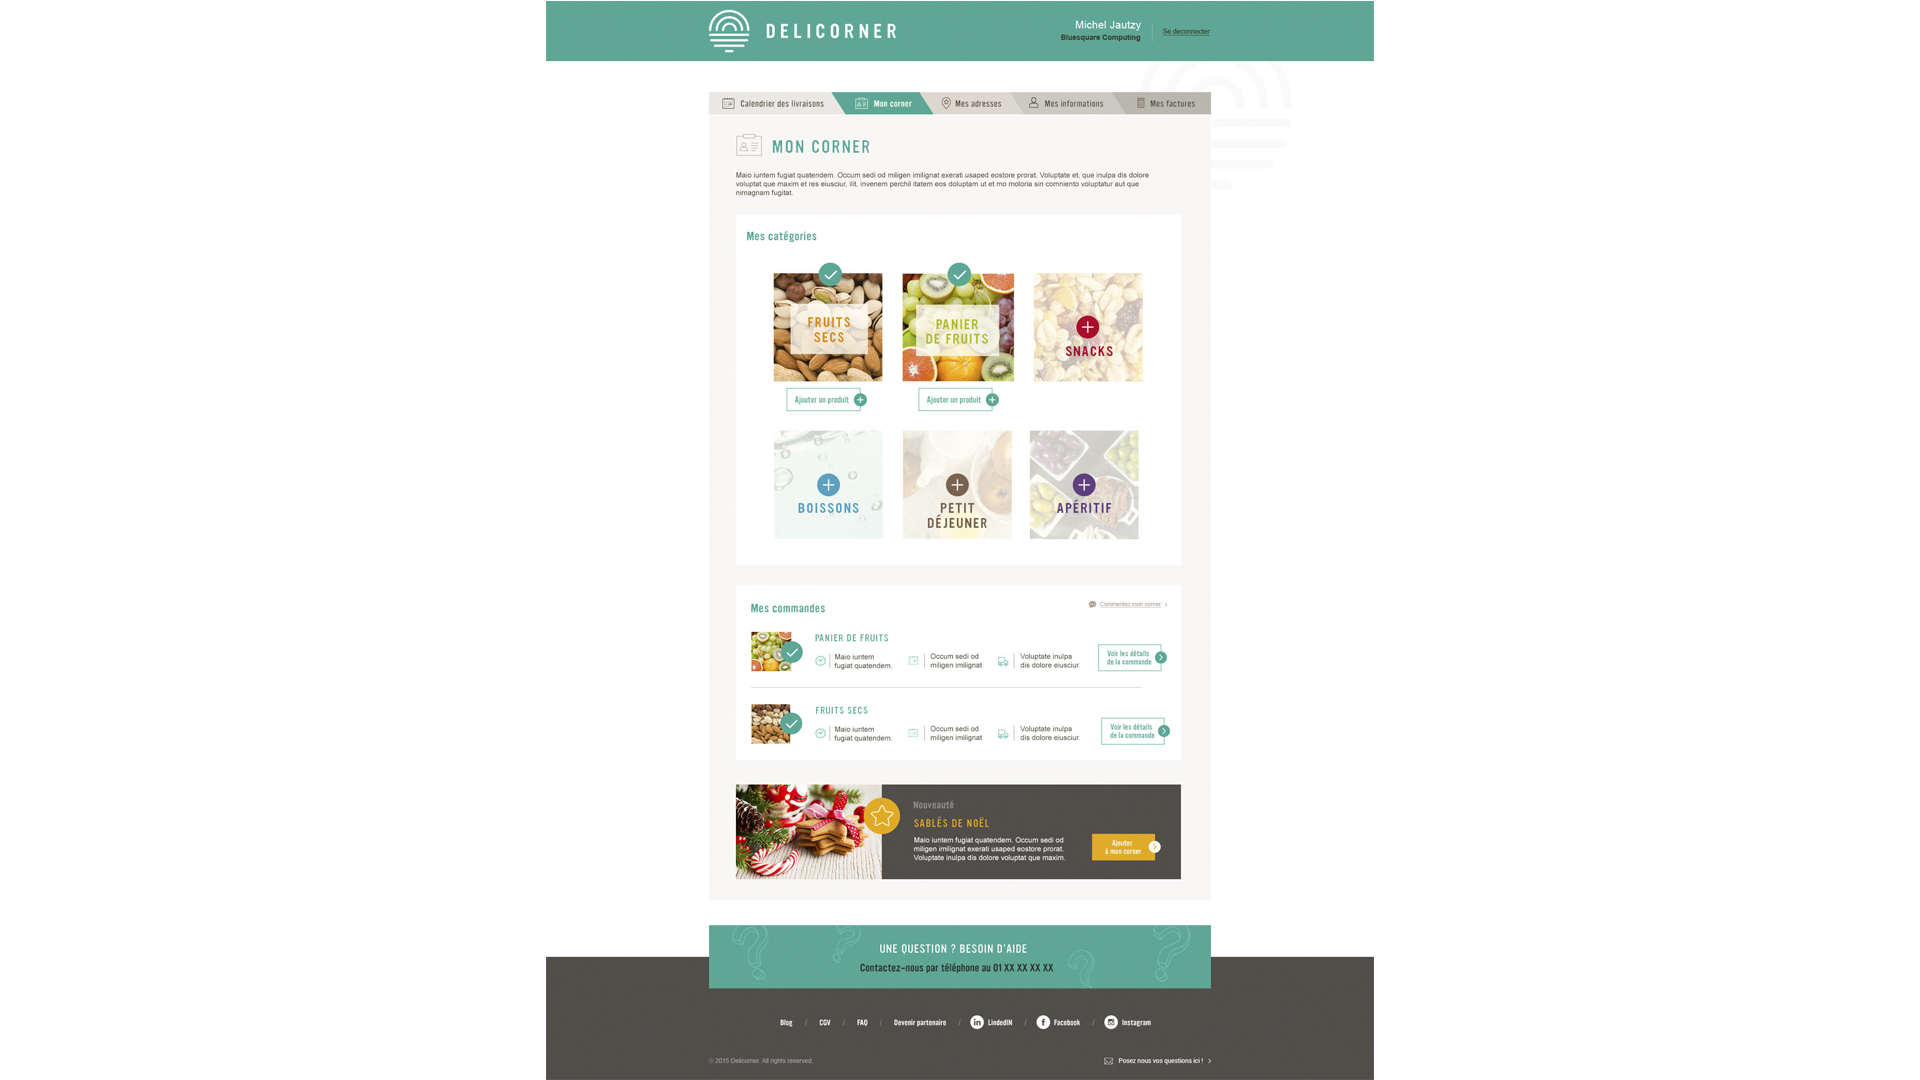 DELICORNER
Michel Jautzy
Bluesquare Computing
Se deconnecter
Calendrier des livraisons
Mon corner
Mes adresses
Mes informations
Mes factures
MON CORNER
Maio iuntem fugiat quatendem. Occum sedi od miligen imilignat exerati usaped eostore prorat. Voluptate et, que inulpa dis dolore
voluptat que maxim et res eiusciur, ilit, invenem perchil itatem eos doluptam ut et mo moloria sin comniento voluptatur aut que
nimagnam fugitat.
Mes catégories
FRUITS
SECS
PANIER
DE FRUITS
SNACKS
Ajouter un produit
Ajouter un produit
BOISSONS
PETIT
DÉJEUNER
APÉRITIF
Mes commandes
Commentez mon corner
PANIER DE FRUITS
Maio iuntem
fugiat quatendem.
Occum sedi od
miligen imilignat
Voluptate inulpa
dis dolore eiusciur.
Voir les détails
de la commande
FRUITS SECS
Maio iuntem
fugiat quatendem.
Occum sedi od
miligen imilignat
Voluptate inulpa
dis dolore eiusciur.
Voir les détails
de la commande
Nouveauté
SABLÉS DE NOËL
Maio iuntem fugiat quatendem. Occum sedi od
miligen imilignat exerati usaped eostore prorat.
Voluptate inulpa dis dolore voluptat que maxim.
Ajouter
à mon corner
UNE QUESTION ? BESOIN D'AIDE
Contactez-nous par téléphone au 01 XX XX XX XX
Blog / CGV / FAQ / Devenir partenaire / LindedIN / Facebook / Instagram
© 2015 Delicorner. All rights reserved.
Posez nous vos questions ici !